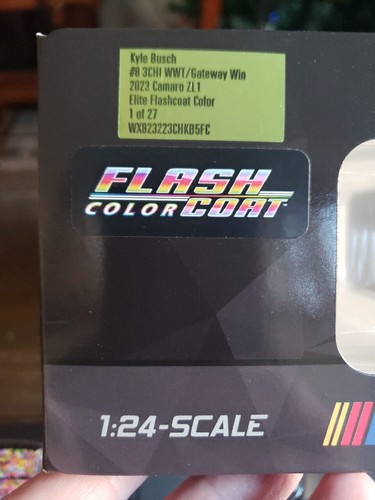 Kyle Busch
#8 3CHI WWT/Gateway Win
2023 Camaro ZL1
Elite Flashcoat Color
1 of 27
WX823223CHKB5FC
FLASH
COLOR COAT™
1:24-SCALE